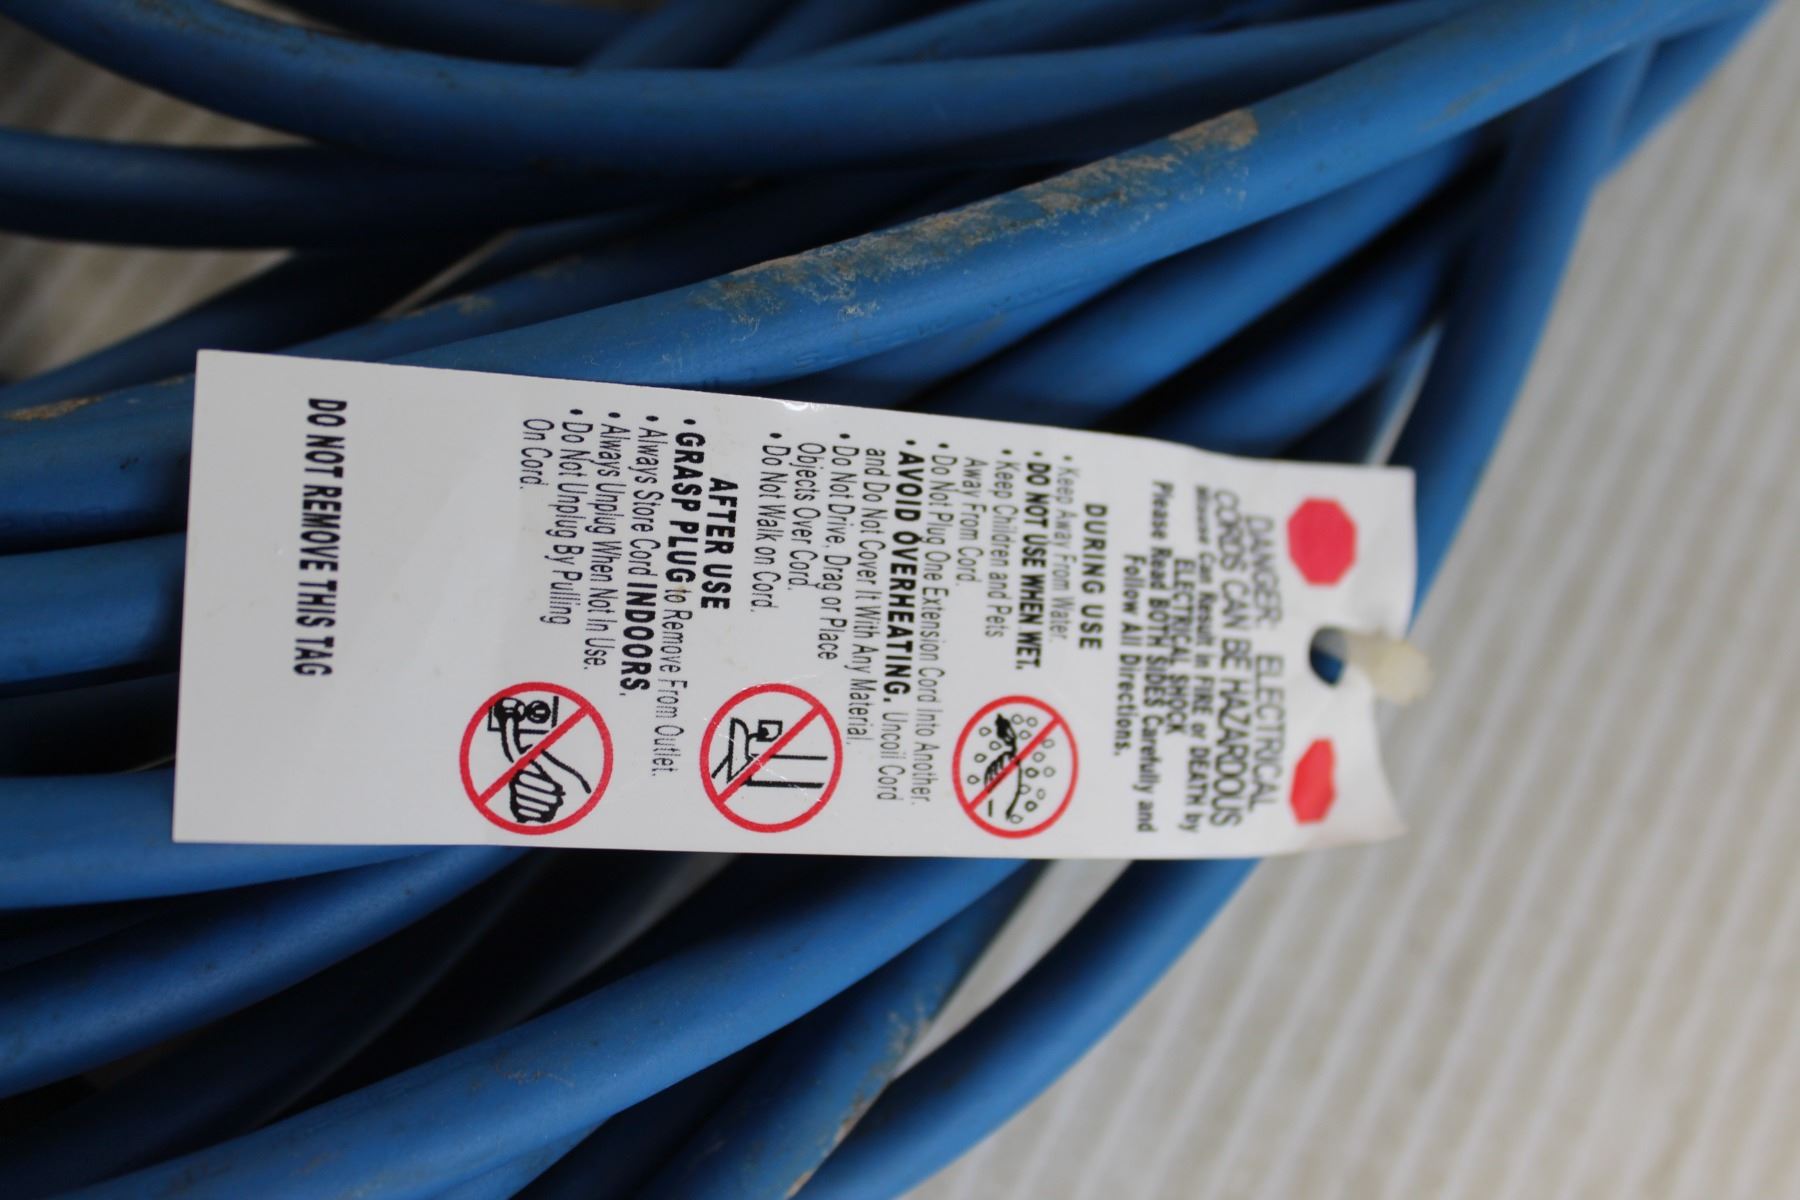 DANGER: ELECTRICAL
CORDS CAN BE HAZARDOUS
Misuse Can Result in FIRE or DEATH by
ELECTRICAL SHOCK
Please Read BOTH SIDES Carefully and
Follow All Directions.
DURING USE
• Keep Away From Water.
• DO NOT USE WHEN WET.
• Keep Children and Pets
Away From Cord.
• Do Not Plug One Extension Cord Into Another.
• AVOID OVERHEATING. Uncoil Cord
and Do Not Cover It With Any Material.
• Do Not Drive, Drag or Place
Objects Over Cord.
• Do Not Walk on Cord.
AFTER USE
• GRASP PLUG to Remove From Outlet.
• Always Store Cord INDOORS.
• Always Unplug When Not In Use.
• Do Not Unplug By Pulling
On Cord.
DO NOT REMOVE THIS TAG